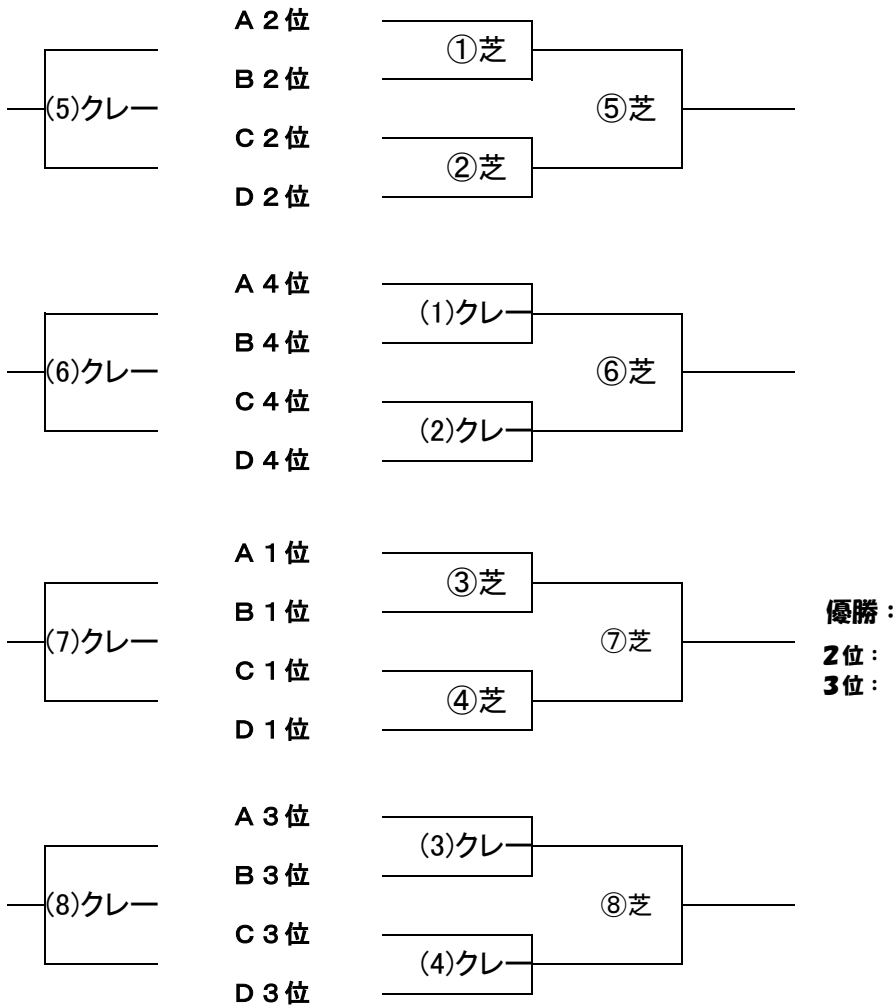 Ａ２位
①芝
Ｂ２位
(5)クレー
⑤芝
Ｃ２位
②芝
Ｄ２位
Ａ４位
(1)クレー
Ｂ４位
(6)クレー
⑥芝
Ｃ４位
(2)クレー
Ｄ４位
Ａ１位
③芝
Ｂ１位
(7)クレー
⑦芝
Ｃ１位
④芝
Ｄ１位
優勝：
２位：
３位：
Ａ３位
(3)クレー
Ｂ３位
(8)クレー
⑧芝
Ｃ３位
(4)クレー
Ｄ３位